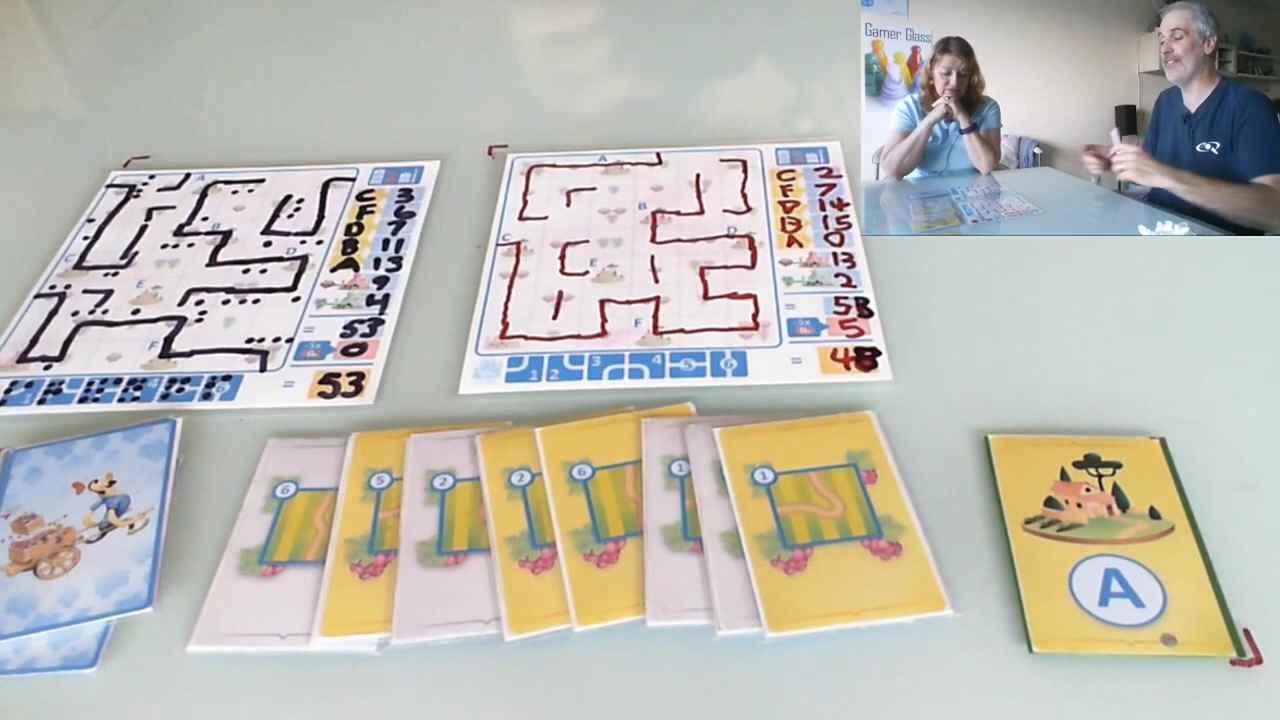 Gamer Glass
CR
A
C 3
F 6
D 7
B 11
A 13
9
4
= 53
0
= 53
B
C
D
E
F
A
C 2
F 7
D 14
B 15
A 0
13
2
= 58
5
= 48
B
C
D
E
F
1 2 3 4 5 6
6
5
2
2
6
1
1
A